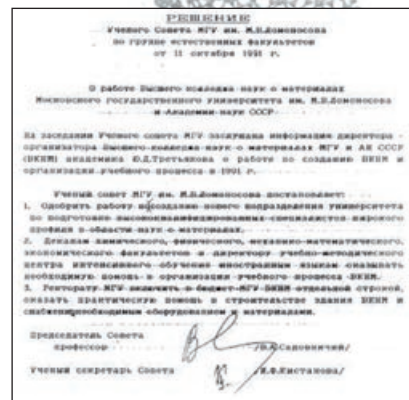 РЕШЕНИЕ
Ученого Совета МГУ им. М.В.Ломоносова
по группе естественных факультетов
от 11 октября 1991 г.
О работе Высшего колледжа наук о материалах
Московского государственного университета им. М.В.Ломоносова
и Академии наук СССР
На заседании Ученого совета МГУ заслушана информация директора -
организатора Высшего колледжа наук о материалах МГУ и АН СССР
(ВКНМ) академика Ю.Д.Третьякова о работе по созданию ВКНМ и
организации учебного процесса в 1991 г.
Ученый совет МГУ им. М.В.Ломоносова постановляет:
1. Одобрить работу по созданию нового подразделения университета
по подготовке высококвалифицированных специалистов широкого
профиля в области наук о материалах.
2. Деканам химического, физического, механико-математического,
экономического факультетов и директору учебно-методического
центра интенсивного обучения иностранным языкам оказывать
необходимую помощь в организации учебного процесса ВКНМ.
3. Ректорату МГУ включить в бюджет МГУ ВКНМ отдельной строкой,
оказать практическую помощь в строительстве здания ВКНМ и
снабжении необходимым оборудованием и материалами.
Председатель Совета
профессор /В.А.Садовничий/
Ученый секретарь Совета /И.Ф.Кистанова/